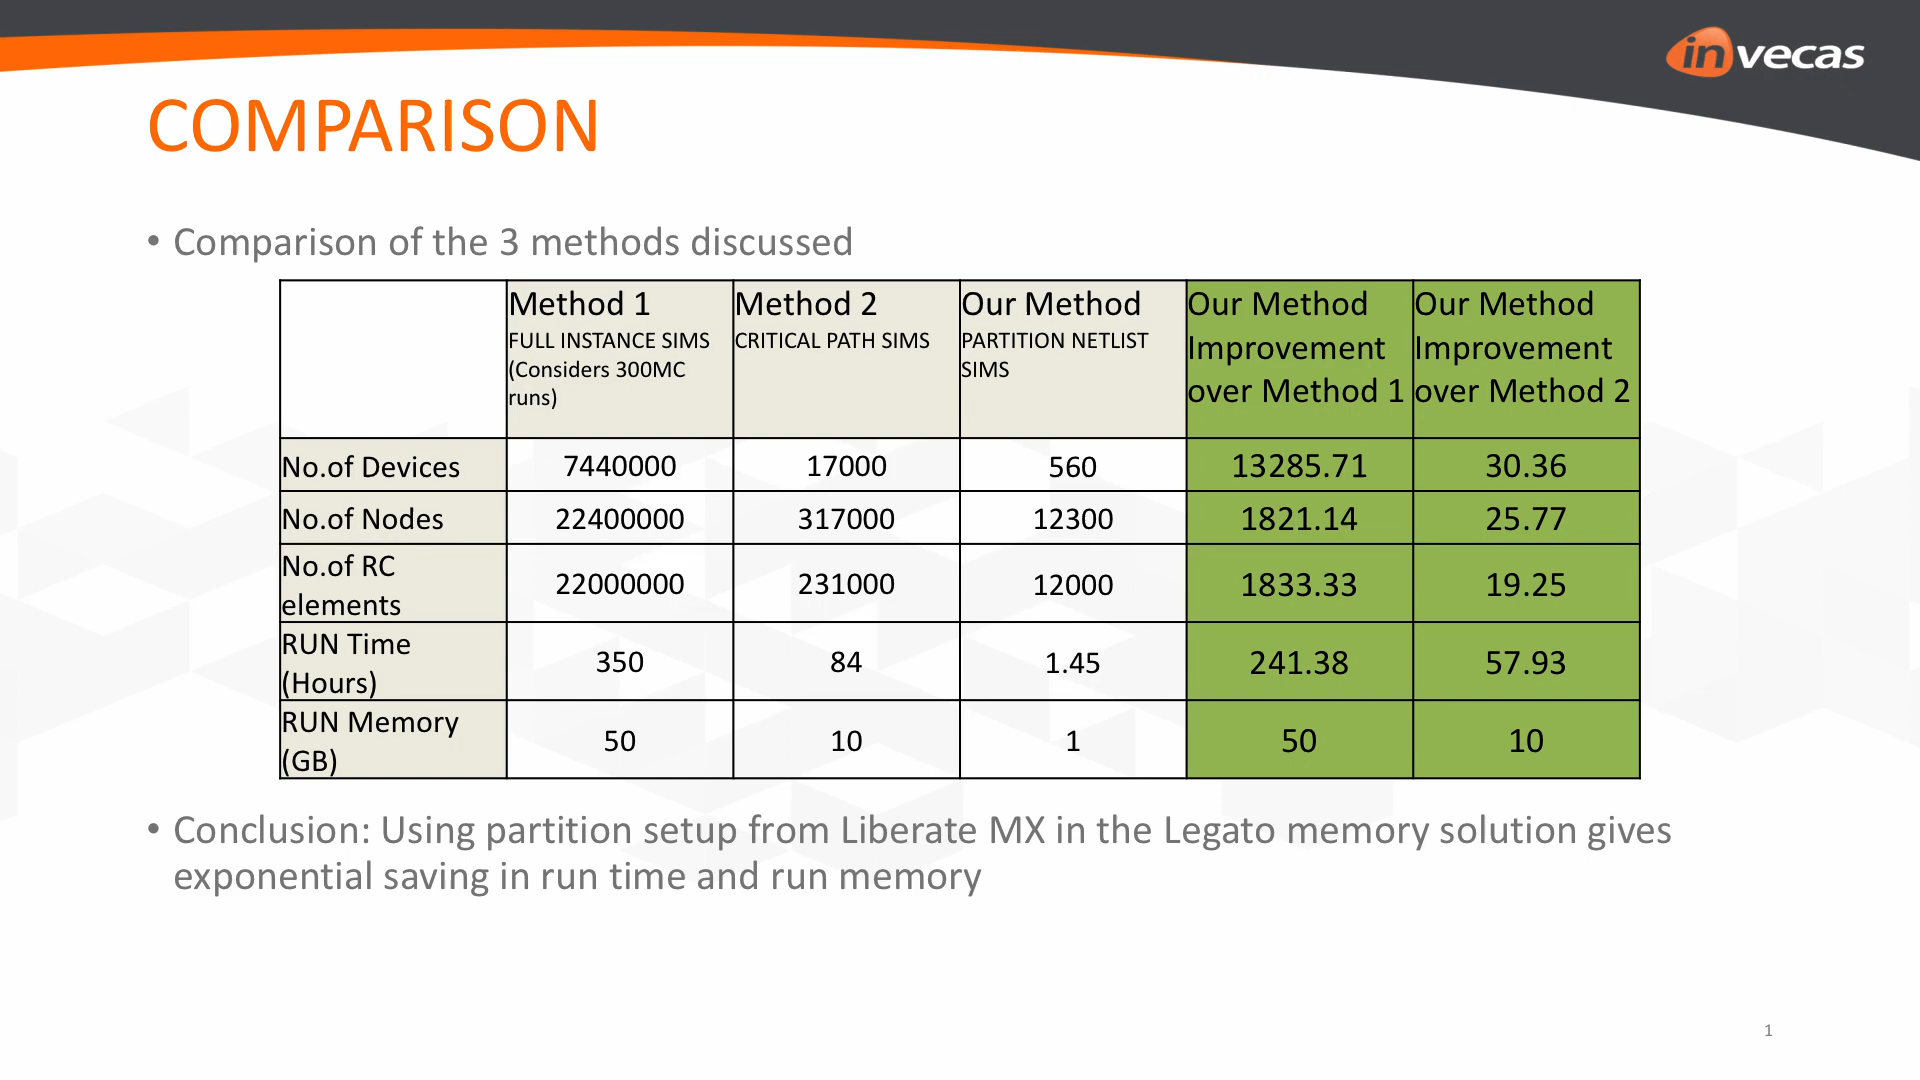 invecas
COMPARISON
• Comparison of the 3 methods discussed
Method 1
FULL INSTANCE SIMS
(Considers 300MC
runs)
Method 2
CRITICAL PATH SIMS
Our Method
PARTITION NETLIST
SIMS
Our Method
Improvement
over Method 1
Our Method
Improvement
over Method 2
No.of Devices 7440000 17000 560 13285.71 30.36
No.of Nodes 22400000 317000 12300 1821.14 25.77
No.of RC
elements 22000000 231000 12000 1833.33 19.25
RUN Time
(Hours) 350 84 1.45 241.38 57.93
RUN Memory
(GB) 50 10 1 50 10
• Conclusion: Using partition setup from Liberate MX in the Legato memory solution gives
exponential saving in run time and run memory
1